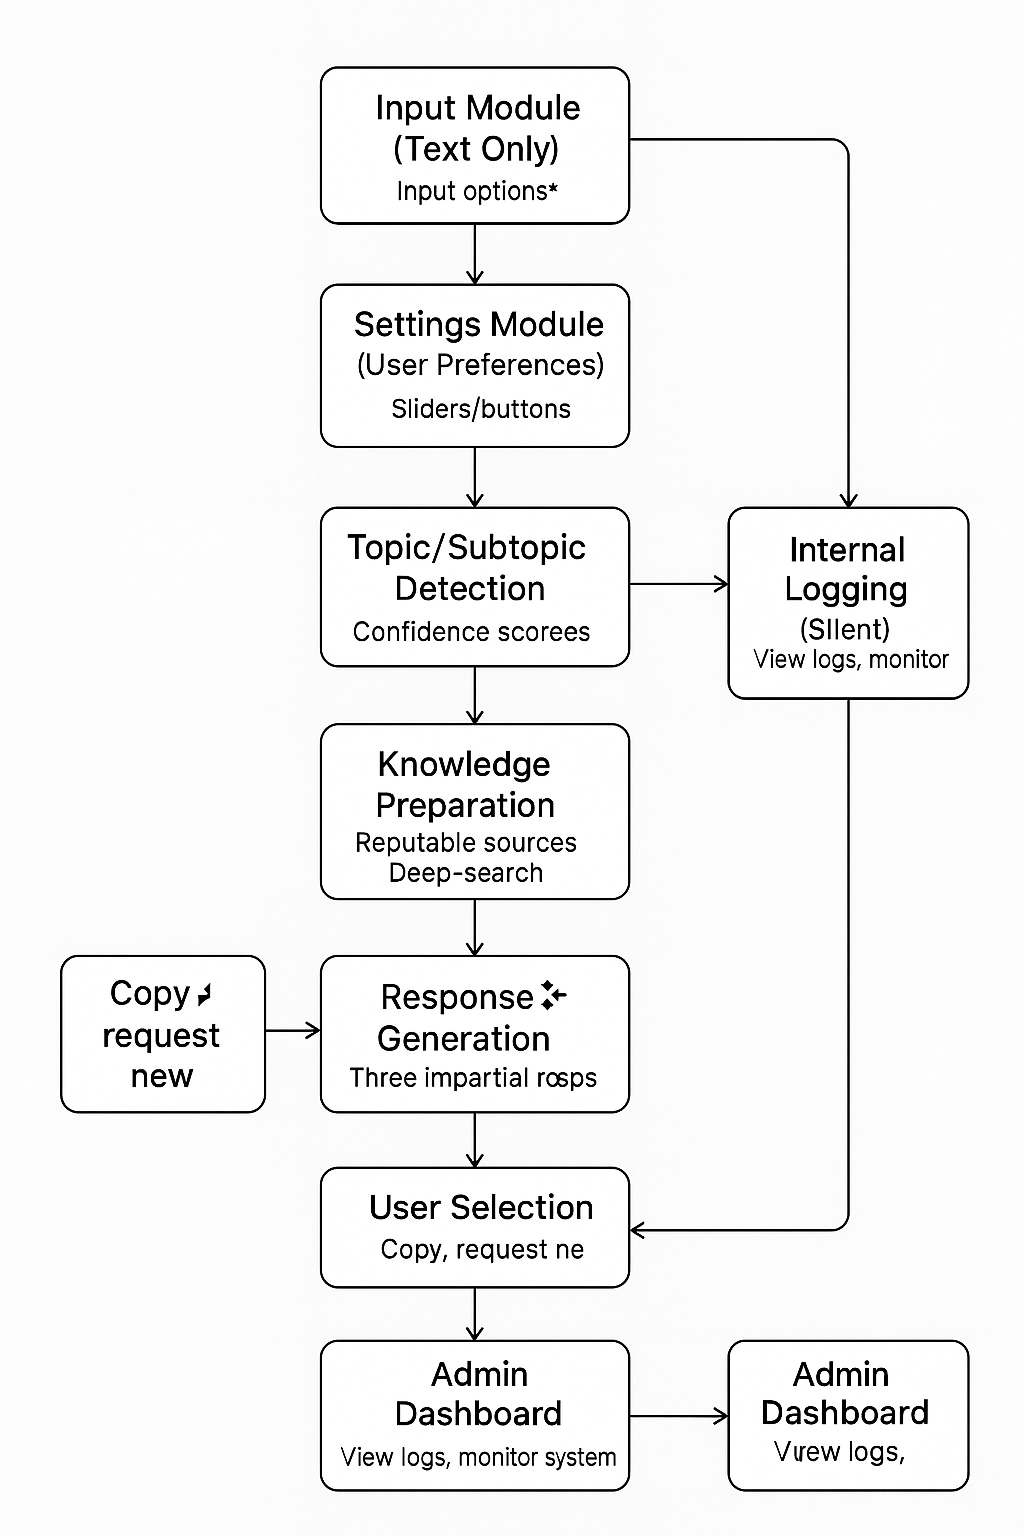 Input Module
(Text Only)
Input options*
Settings Module
(User Preferences)
Sliders/buttons
Topic/Subtopic
Detection
Confidence scorees
Internal
Logging
(SIlent)
View logs, monitor
Knowledge
Preparation
Reputable sources
Deep-search
Copy
request
new
Response
Generation
Three impartial rosps
User Selection
Copy, request ne
Admin
Dashboard
View logs, monitor system
Admin
Dashboard
logs,